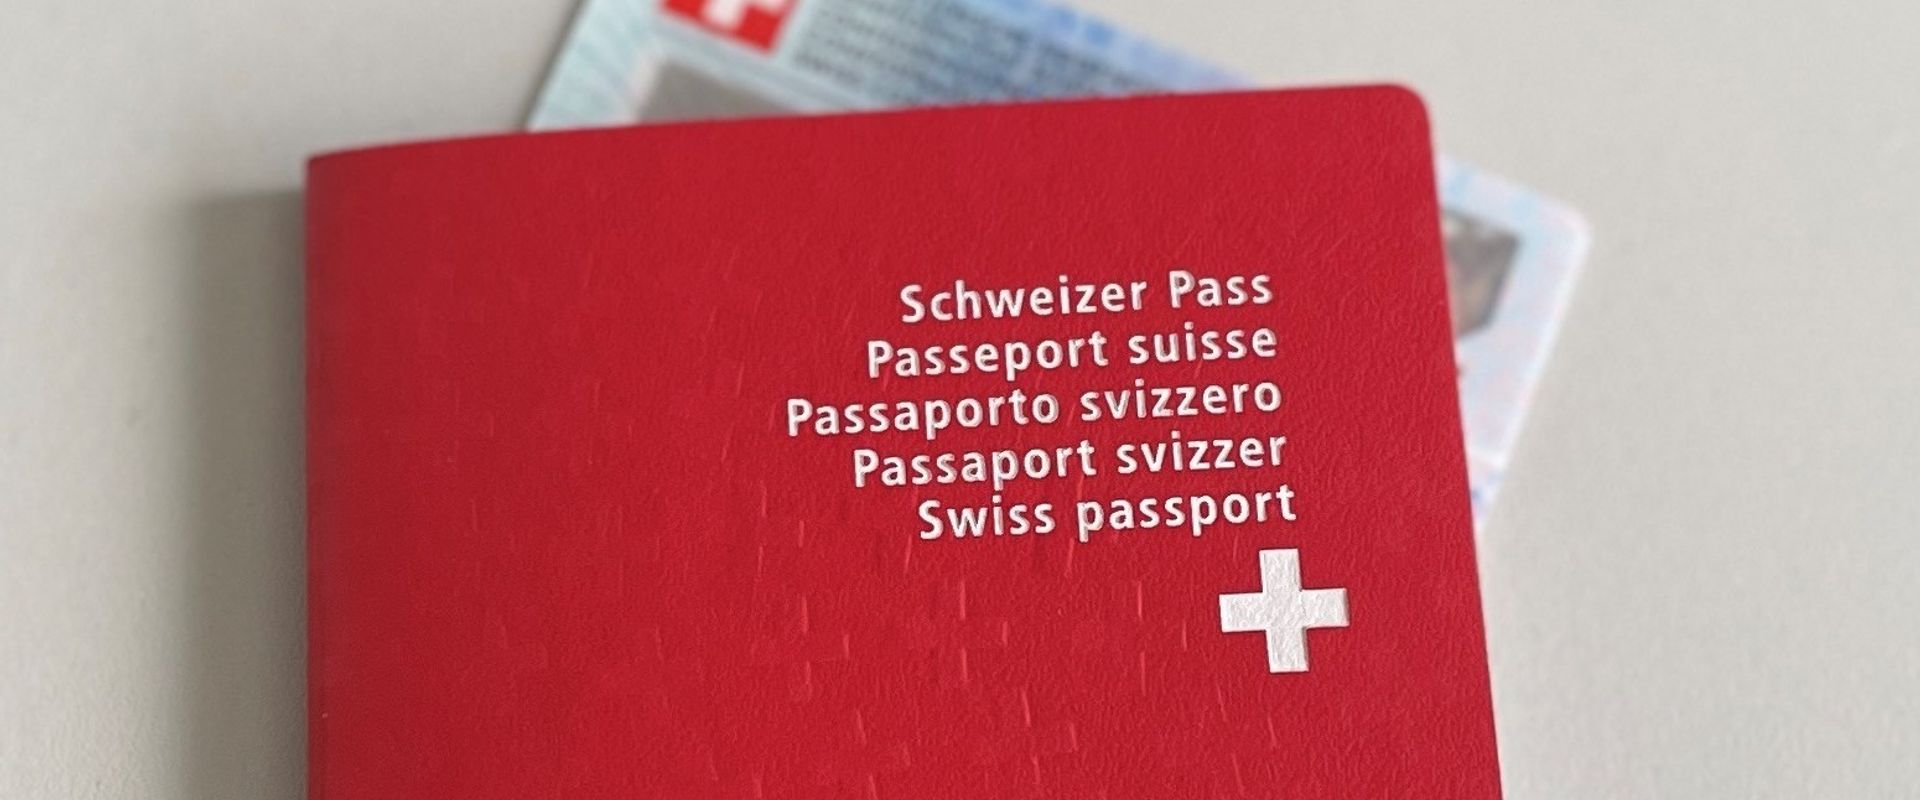 Schweizer Pass
Passeport suisse
Passaporto svizzero
Passaport svizzer
Swiss passport